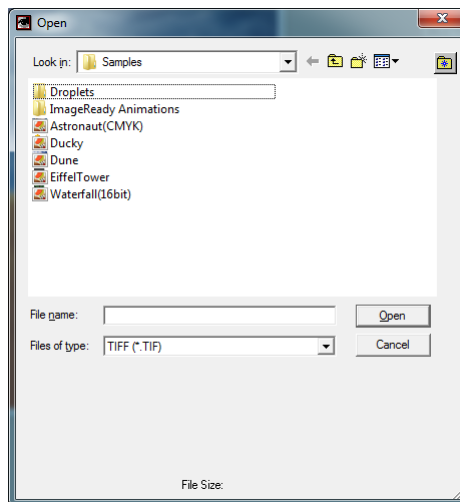 Open
Look in: Samples
Droplets
ImageReady Animations
Astronaut(CMYK)
Ducky
Dune
EiffelTower
Waterfall(16bit)
File name: Open
Files of type: TIFF (*.TIF) Cancel
File Size: